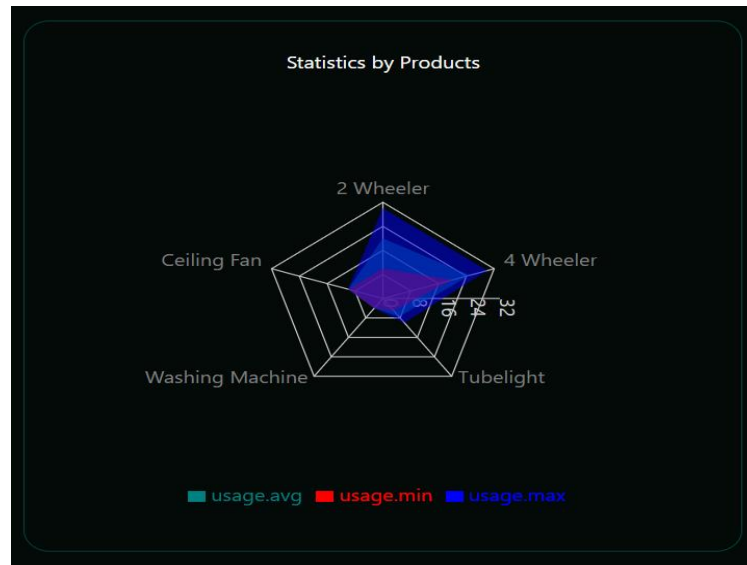 Statistics by Products
2 Wheeler
Ceiling Fan
4 Wheeler
0 8 16 24 32
Washing Machine
Tubelight
usage.avg usage.min usage.max